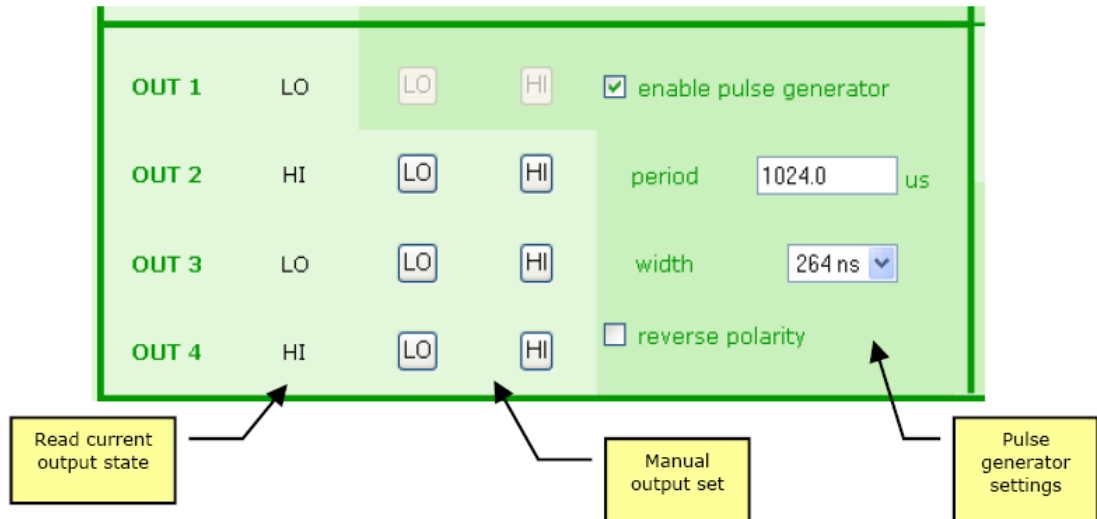 OUT 1 LO LO HI enable pulse generator
OUT 2 HI LO HI period 1024.0 us
OUT 3 LO LO HI width 264 ns
OUT 4 HI LO HI reverse polarity
Read current
output state
Manual
output set
Pulse
generator
settings